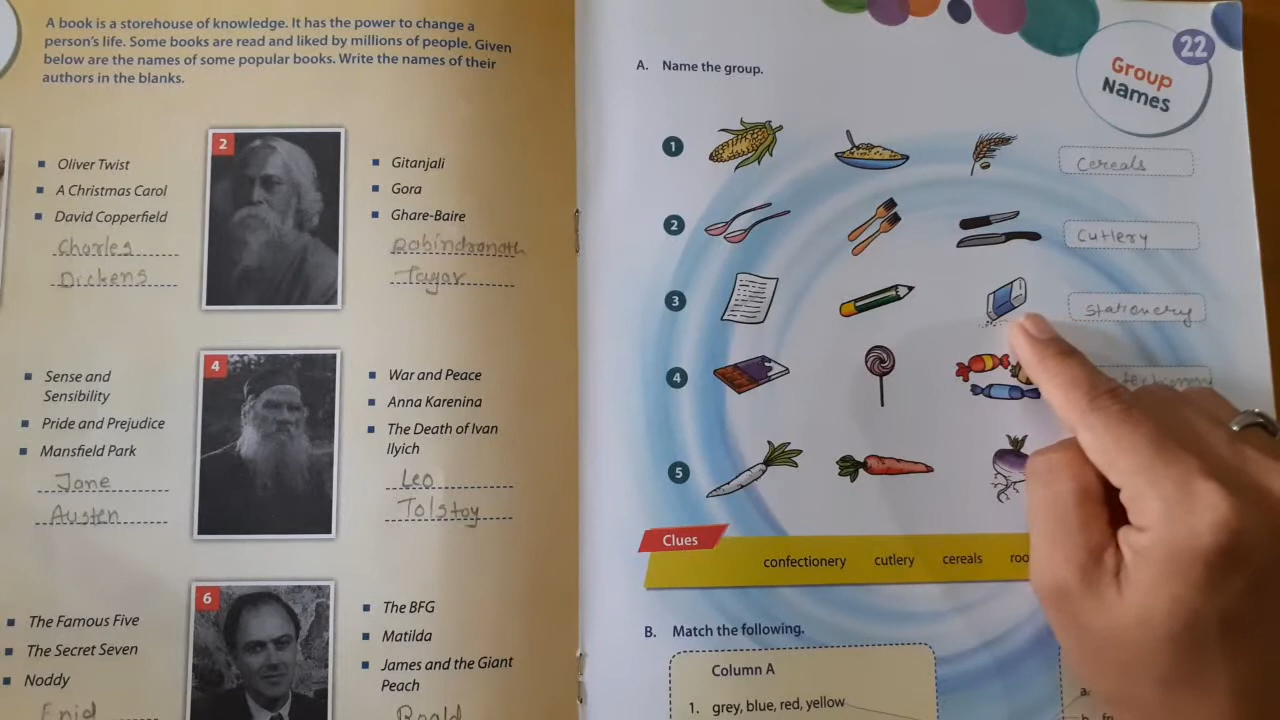 A book is a storehouse of knowledge. It has the power to change a
person's life. Some books are read and liked by millions of people. Given
below are the names of some popular books. Write the names of their
authors in the blanks.
Oliver Twist
A Christmas Carol
David Copperfield
Charles
Dickens
2
Gitanjali
Gora
Ghare-Baire
Rabindranath
Tagor
Sense and
Sensibility
Pride and Prejudice
Mansfield Park
Jane
Austen
4
War and Peace
Anna Karenina
The Death of Ivan
Ilyich
Leo
Tolstoy
The Famous Five
The Secret Seven
Noddy
Enid
6
The BFG
Matilda
James and the Giant
Peach
Roald
22
Group
Names
A. Name the group.
1
Cereals
2
Cutlery
3
Stationery
4
5
Clues
confectionery cutlery cereals
B. Match the following.
Column A
1. grey, blue, red, yellow